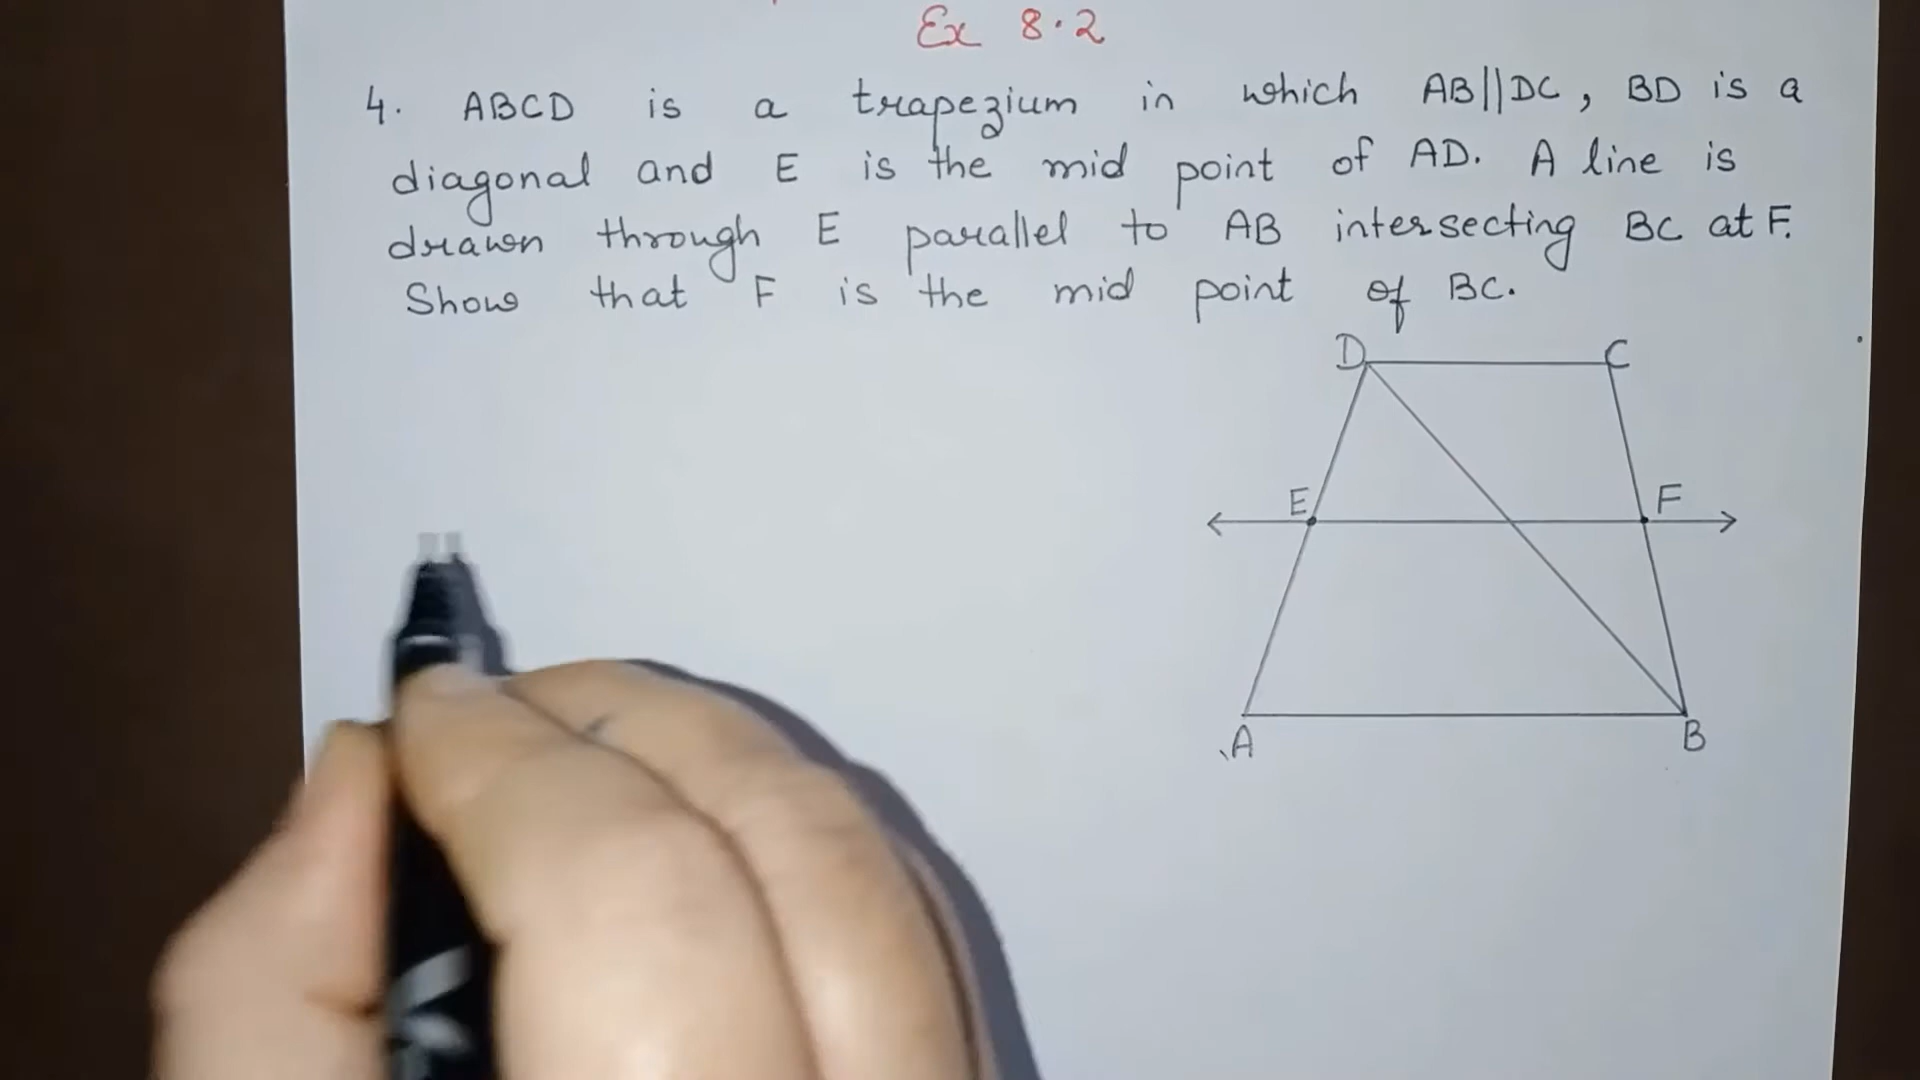 Ex 8.2
4. ABCD is a trapezium in which AB||DC, BD is a
diagonal and E is the mid point of AD. A line is
drawn through E parallel to AB intersecting BC at F.
Show that F is the mid point of BC.
D C
E F
A B